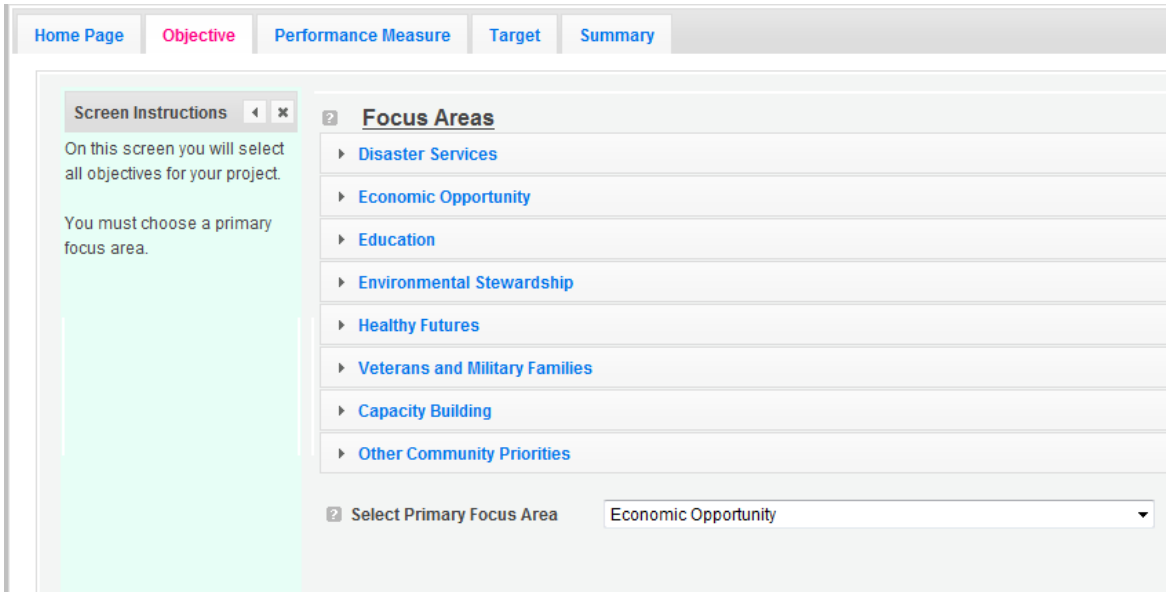 Home Page Objective Performance Measure Target Summary
Screen Instructions
On this screen you will select
all objectives for your project.
You must choose a primary
focus area.
? Focus Areas
Disaster Services
Economic Opportunity
Education
Environmental Stewardship
Healthy Futures
Veterans and Military Families
Capacity Building
Other Community Priorities
? Select Primary Focus Area Economic Opportunity